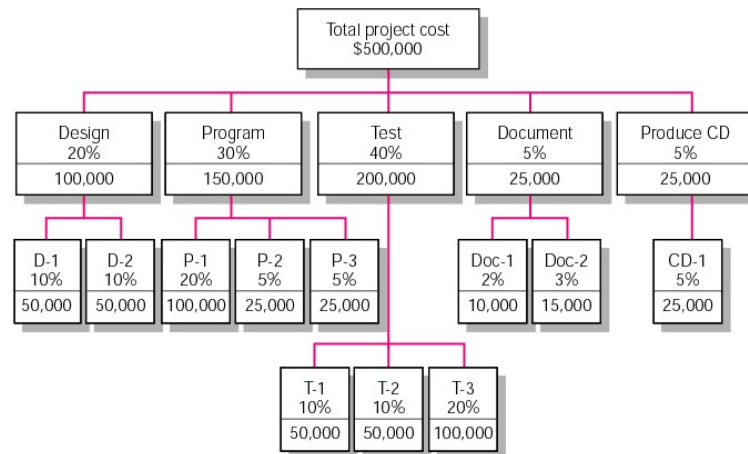 Total project cost
$500,000
Design
20%
100,000
Program
30%
150,000
Test
40%
200,000
Document
5%
25,000
Produce CD
5%
25,000
D-1
10%
50,000
D-2
10%
50,000
P-1
20%
100,000
P-2
5%
25,000
P-3
5%
25,000
Doc-1
2%
10,000
Doc-2
3%
15,000
CD-1
5%
25,000
T-1
10%
50,000
T-2
10%
50,000
T-3
20%
100,000